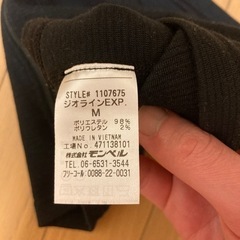 STYLE# 1107675
ジオラインEXP.
M
ポリエステル 98%
ポリウレタン 2%
MADE IN VIETNAM
工場No. 471138101
株式会社モンベル
TEL 06-6531-3544
フリーコール 0088-22-0031